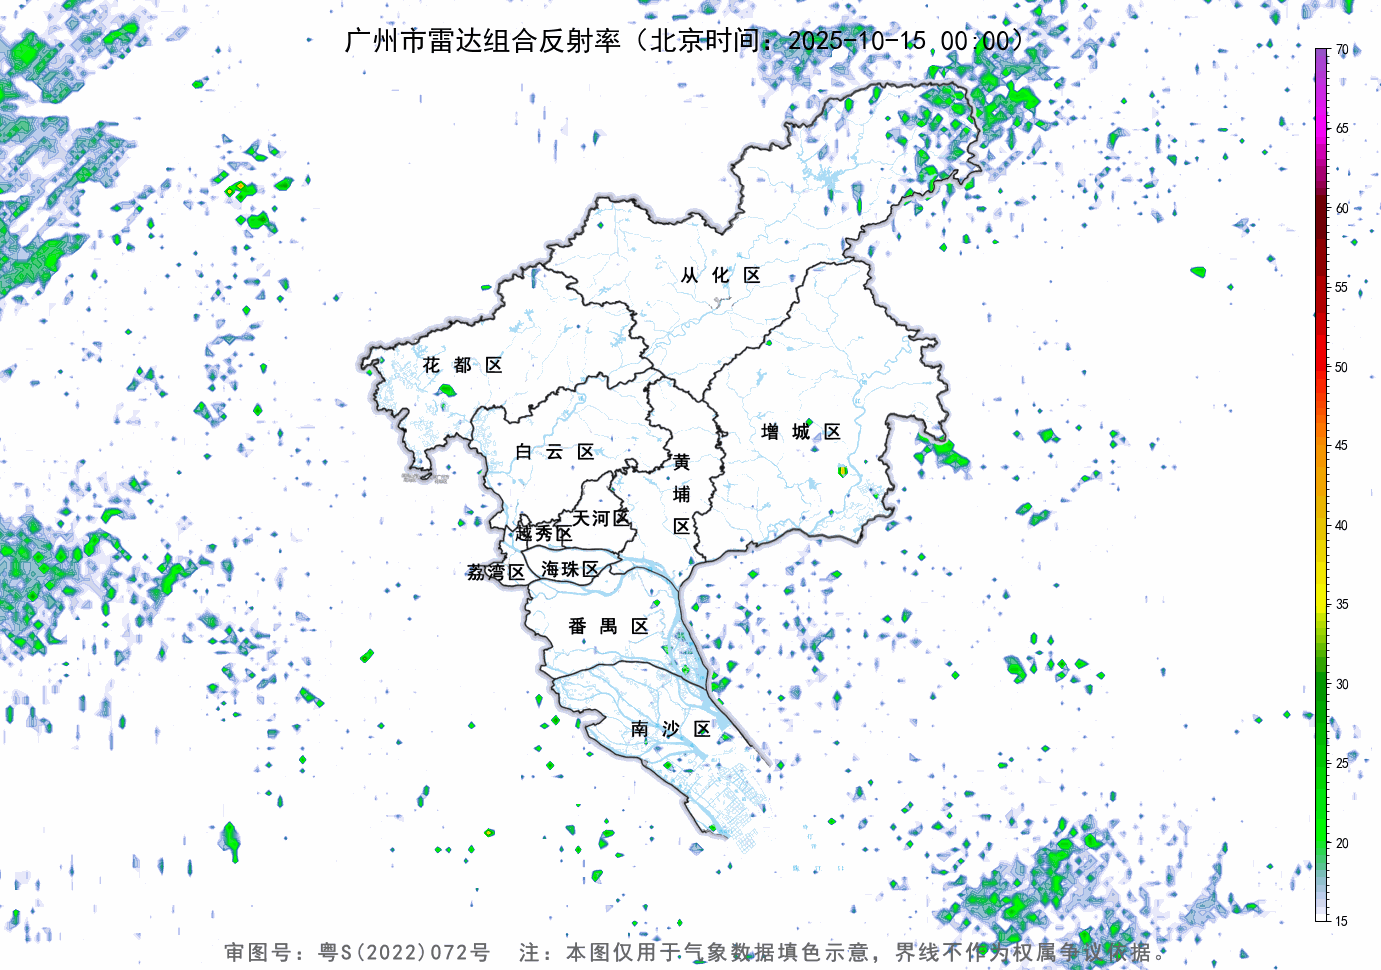 广州市雷达组合反射率（北京时间：2025-10-15 00:00）
70
65
60
55
50
45
40
35
30
25
20
15
从化区
花都区
增城区
白云区
黄埔区
天河区
越秀区
荔湾区
海珠区
番禺区
南沙区
审图号：粤S(2022)072号 注：本图仅用于气象数据填色示意，界线不作为权属争议依据。